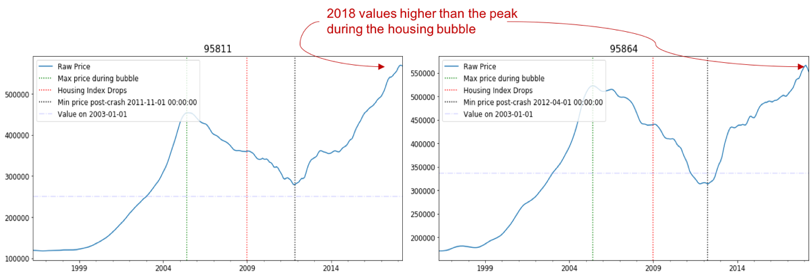 2018 values higher than the peak
during the housing bubble
95811
Raw Price
Max price during bubble
Housing Index Drops
Min price post-crash 2011-11-01 00:00:00
Value on 2003-01-01
500000
400000
300000
200000
100000
1999
2004
2009
2014
95864
Raw Price
Max price during bubble
Housing Index Drops
Min price post-crash 2012-04-01 00:00:00
Value on 2003-01-01
550000
500000
450000
400000
350000
300000
250000
200000
1999
2004
2009
2014